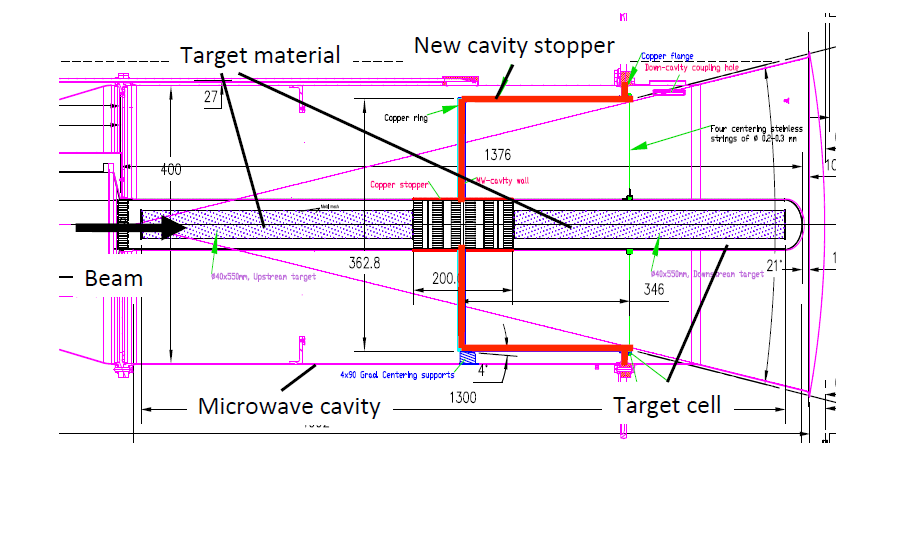 New cavity stopper
Target material
Copper flange
Down-cavity coupling hole
27
Copper ring
Four centering stainless
strings of Ø 0.2-0.3 mm
1376
400
Copper stopper
MW-cavity wall
Beam
362.8
Ø40x550mm, Upstream target
200.
Ø40x550mm, Downstream target
21°
346
4x90 Grad Centering supports
4°
Microwave cavity
1300
Target cell